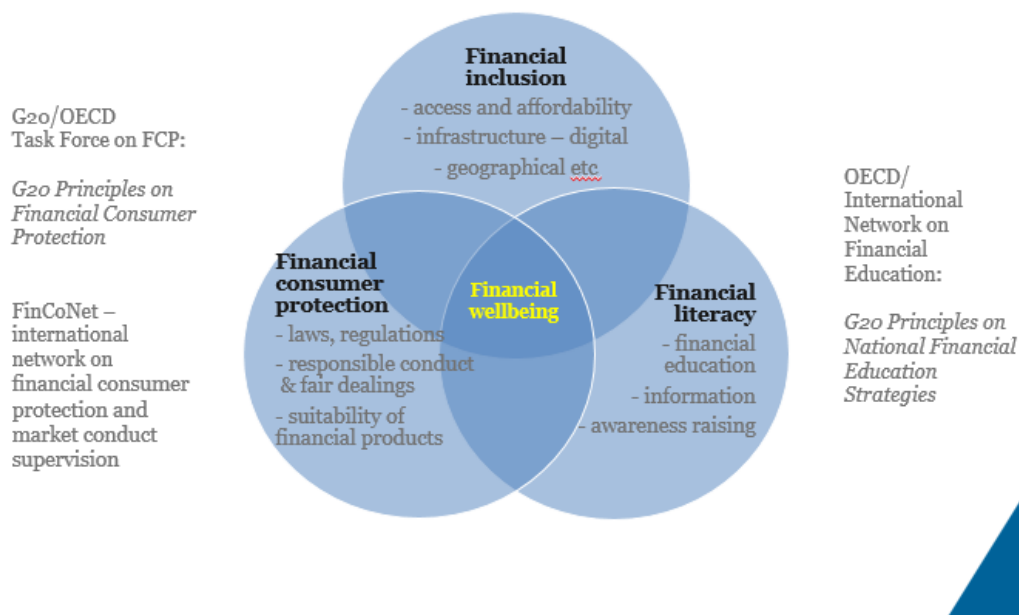 Financial
inclusion
- access and affordability
- infrastructure – digital
- geographical etc
G20/OECD
Task Force on FCP:
G20 Principles on
Financial Consumer
Protection
FinCoNet –
international
network on
financial consumer
protection and
market conduct
supervision
Financial
consumer
protection
- laws, regulations
- responsible conduct
& fair dealings
- suitability of
financial products
Financial
wellbeing
Financial
literacy
- financial
education
- information
- awareness raising
OECD/
International
Network on
Financial
Education:
G20 Principles on
National Financial
Education
Strategies